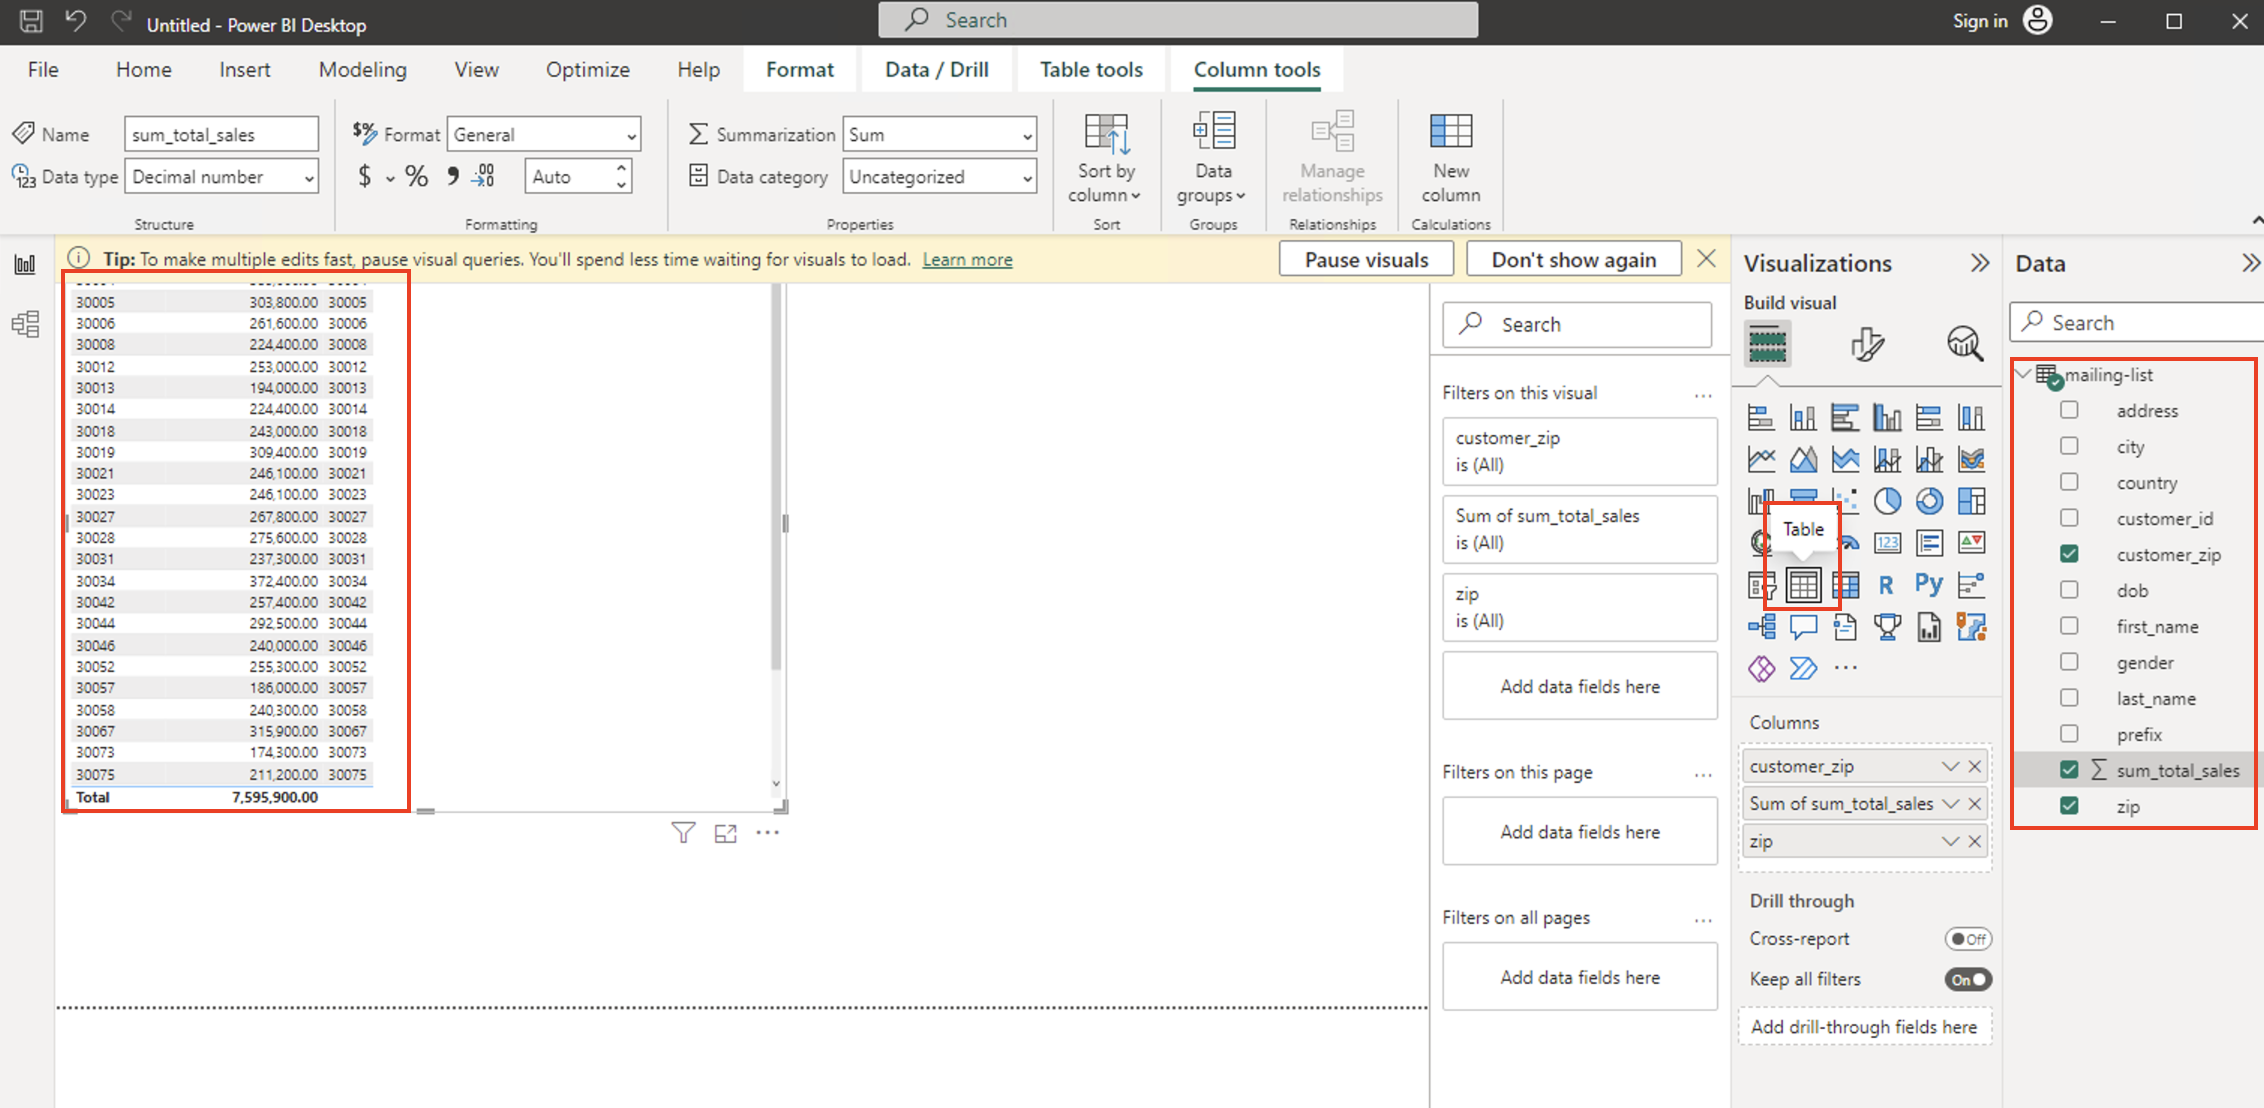 Untitled - Power BI Desktop
Search
Sign in
File Home Insert Modeling View Optimize Help Format Data / Drill Table tools Column tools
Name sum_total_sales
Data type Decimal number
Structure
$% Format General
$ % Auto
Formatting
Summarization Sum
Data category Uncategorized
Properties
Sort by
column
Sort
Data
groups
Groups
Manage
relationships
Relationships
New
column
Calculations
Tip: To make multiple edits fast, pause visual queries. You'll spend less time waiting for visuals to load. Learn more
Pause visuals
Don't show again
30005 303,800.00 30005
30006 261,600.00 30006
30008 224,400.00 30008
30012 253,000.00 30012
30013 194,000.00 30013
30014 224,400.00 30014
30018 243,000.00 30018
30019 309,400.00 30019
30021 246,100.00 30021
30023 246,100.00 30023
30027 267,800.00 30027
30028 275,600.00 30028
30031 237,300.00 30031
30034 372,400.00 30034
30042 257,400.00 30042
30044 292,500.00 30044
30046 240,000.00 30046
30052 255,300.00 30052
30057 186,000.00 30057
30058 240,300.00 30058
30067 315,900.00 30067
30073 174,300.00 30073
30075 211,200.00 30075
Total 7,595,900.00
Search
Filters on this visual
customer_zip
is (All)
Sum of sum_total_sales
is (All)
zip
is (All)
Add data fields here
Filters on this page
Add data fields here
Filters on all pages
Add data fields here
Visualizations
Build visual
Table
123
R Py
Columns
customer_zip
Sum of sum_total_sales
zip
Drill through
Cross-report Off
Keep all filters On
Add drill-through fields here
Data
Search
mailing-list
address
city
country
customer_id
customer_zip
dob
first_name
gender
last_name
prefix
sum_total_sales
zip